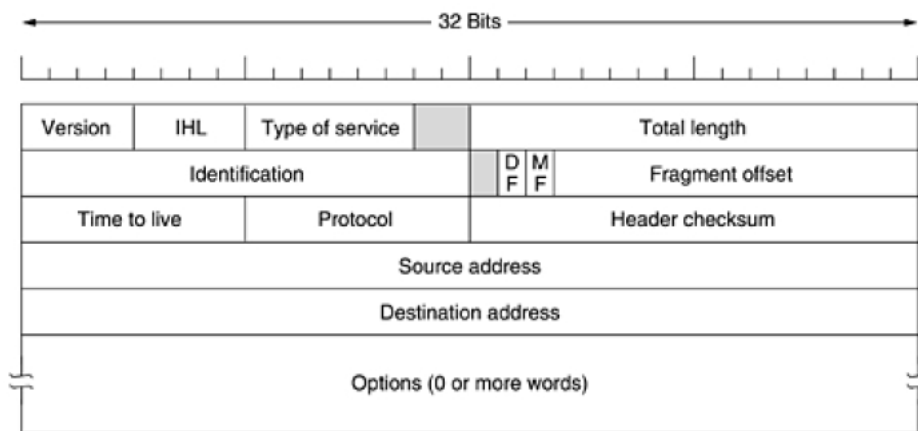 32 Bits
Version IHL Type of service Total length
Identification D F M F Fragment offset
Time to live Protocol Header checksum
Source address
Destination address
Options (0 or more words)